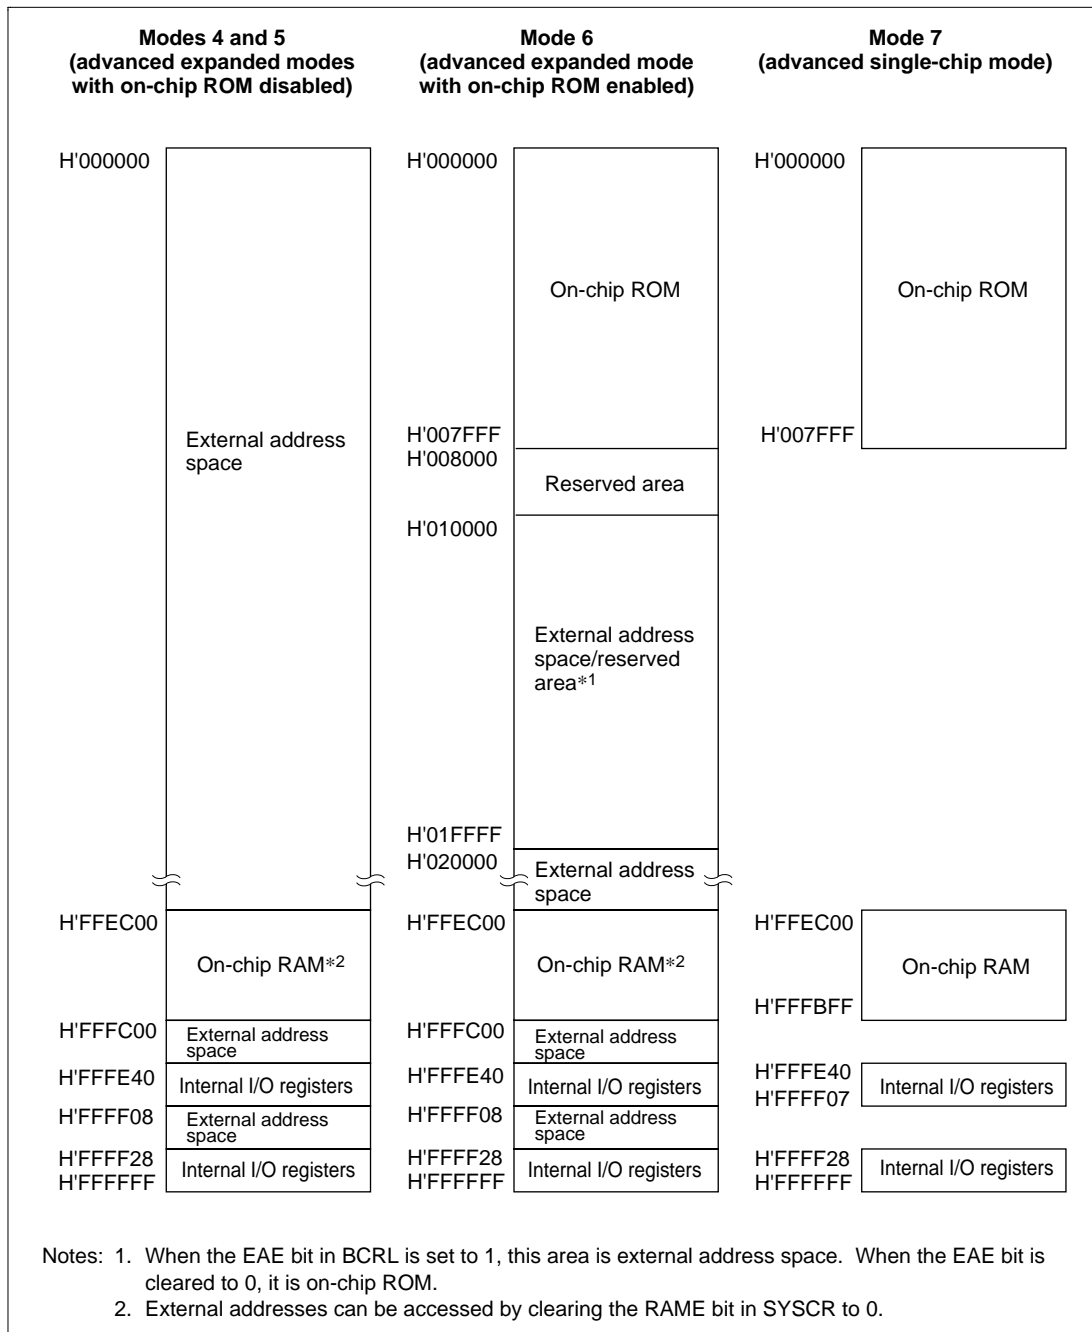 Modes 4 and 5
(advanced expanded modes
with on-chip ROM disabled)
H'000000
External address
space
H'FFEC00
On-chip RAM*2
H'FFFC00
External address
space
H'FFFE40
Internal I/O registers
H'FFFF08
External address
space
H'FFFF28
Internal I/O registers
H'FFFFFF
Mode 6
(advanced expanded mode
with on-chip ROM enabled)
H'000000
On-chip ROM
H'007FFF
H'008000
Reserved area
H'010000
External address
space/reserved
area*1
H'01FFFF
H'020000
External address
space
H'FFEC00
On-chip RAM*2
H'FFFC00
External address
space
H'FFFE40
Internal I/O registers
H'FFFF08
External address
space
H'FFFF28
Internal I/O registers
H'FFFFFF
Mode 7
(advanced single-chip mode)
H'000000
On-chip ROM
H'007FFF
H'FFEC00
On-chip RAM
H'FFFBFF
H'FFFE40
Internal I/O registers
H'FFFF07
H'FFFF28
Internal I/O registers
H'FFFFFF
Notes: 1. When the EAE bit in BCRL is set to 1, this area is external address space. When the EAE bit is
cleared to 0, it is on-chip ROM.
2. External addresses can be accessed by clearing the RAME bit in SYSCR to 0.